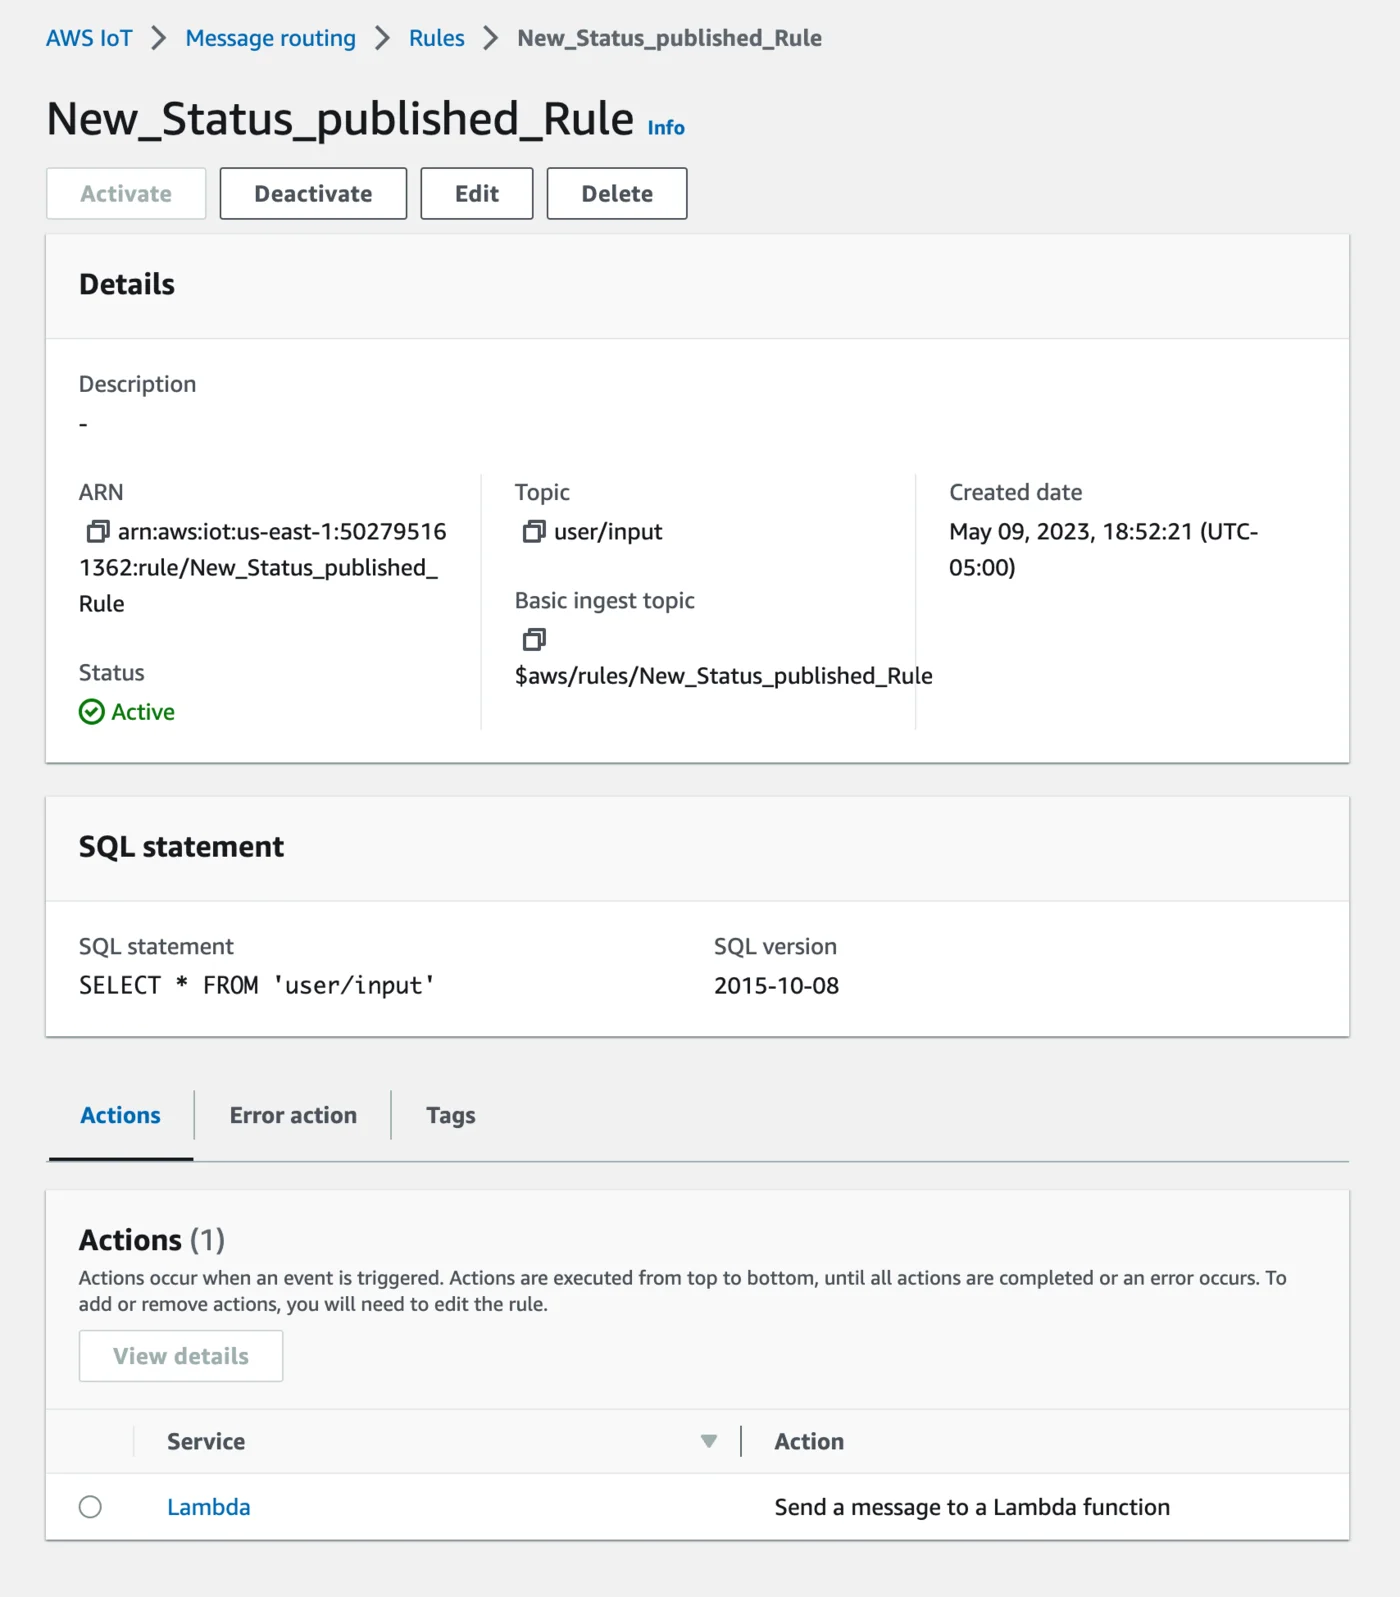 AWS IoT > Message routing > Rules > New_Status_published_Rule
New_Status_published_Rule Info
Activate Deactivate Edit Delete
Details
Description
-
ARN
arn:aws:iot:us-east-1:50279516
1362:rule/New_Status_published_
Rule
Status
Active
Topic
user/input
Basic ingest topic
$aws/rules/New_Status_published_Rule
Created date
May 09, 2023, 18:52:21 (UTC-
05:00)
SQL statement
SQL statement
SELECT * FROM 'user/input'
SQL version
2015-10-08
Actions Error action Tags
Actions (1)
Actions occur when an event is triggered. Actions are executed from top to bottom, until all actions are completed or an error occurs. To
add or remove actions, you will need to edit the rule.
View details
Service Action
Lambda Send a message to a Lambda function